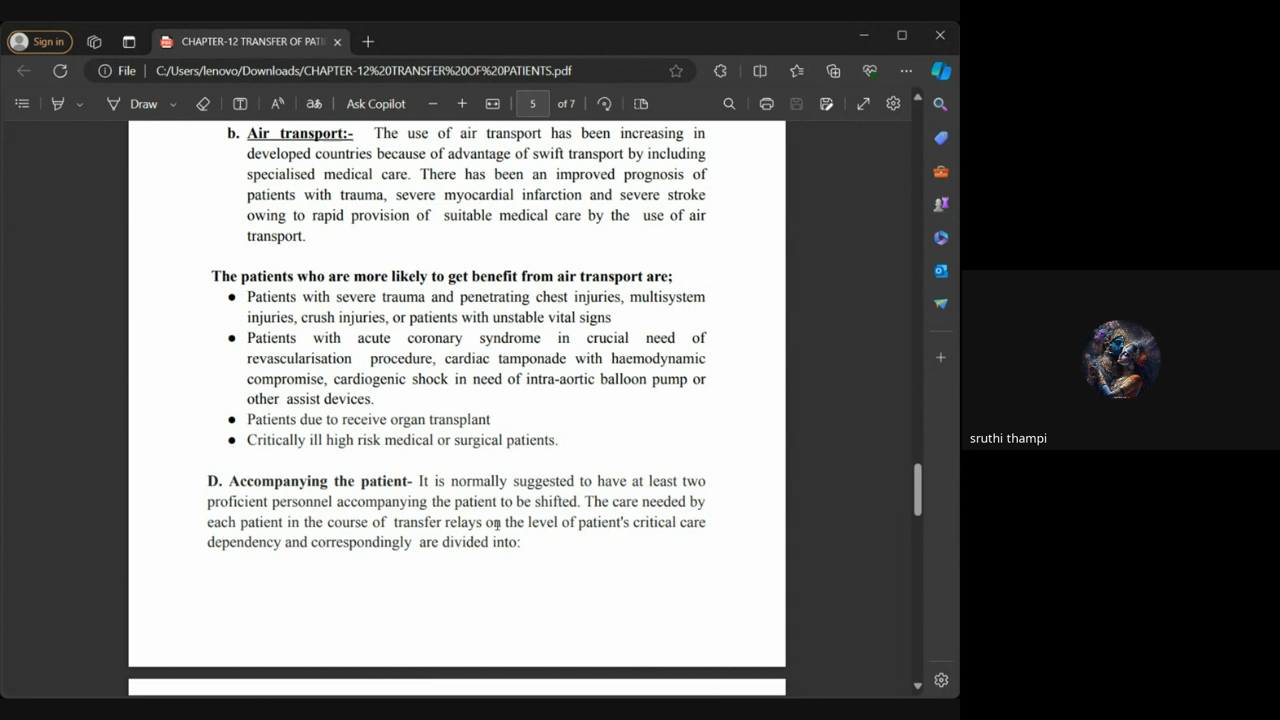 Sign in
CHAPTER-12 TRANSFER OF PATI
File
C:/Users/lenovo/Downloads/CHAPTER-12%20TRANSFER%20OF%20PATIENTS.pdf
Draw
Ask Copilot
5
of 7
b. Air transport:- The use of air transport has been increasing in
developed countries because of advantage of swift transport by including
specialised medical care. There has been an improved prognosis of
patients with trauma, severe myocardial infarction and severe stroke
owing to rapid provision of suitable medical care by the use of air
transport.
The patients who are more likely to get benefit from air transport are;
● Patients with severe trauma and penetrating chest injuries, multisystem
injuries, crush injuries, or patients with unstable vital signs
● Patients with acute coronary syndrome in crucial need of
revascularisation procedure, cardiac tamponade with haemodynamic
compromise, cardiogenic shock in need of intra-aortic balloon pump or
other assist devices.
● Patients due to receive organ transplant
● Critically ill high risk medical or surgical patients.
D. Accompanying the patient- It is normally suggested to have at least two
proficient personnel accompanying the patient to be shifted. The care needed by
each patient in the course of transfer relays on the level of patient's critical care
dependency and correspondingly are divided into:
sruthi thampi